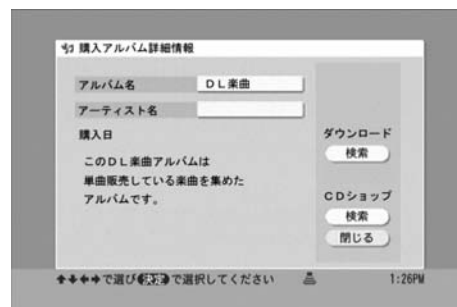 購入アルバム詳細情報
アルバム名
DL楽曲
アーティスト名
購入日
このDL楽曲アルバムは
単曲販売している楽曲を集めた
アルバムです。
ダウンロード
検索
CDショップ
検索
閉じる
↑↓←→で選び決定で選択してください
1:26PM